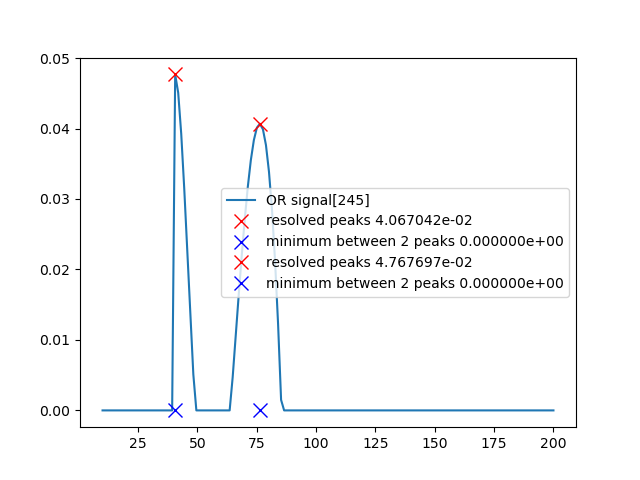 0.05
0.04
0.03
0.02
0.01
0.00
OR signal[245]
resolved peaks 4.067042e-02
minimum between 2 peaks 0.000000e+00
resolved peaks 4.767697e-02
minimum between 2 peaks 0.000000e+00
25 50 75 100 125 150 175 200